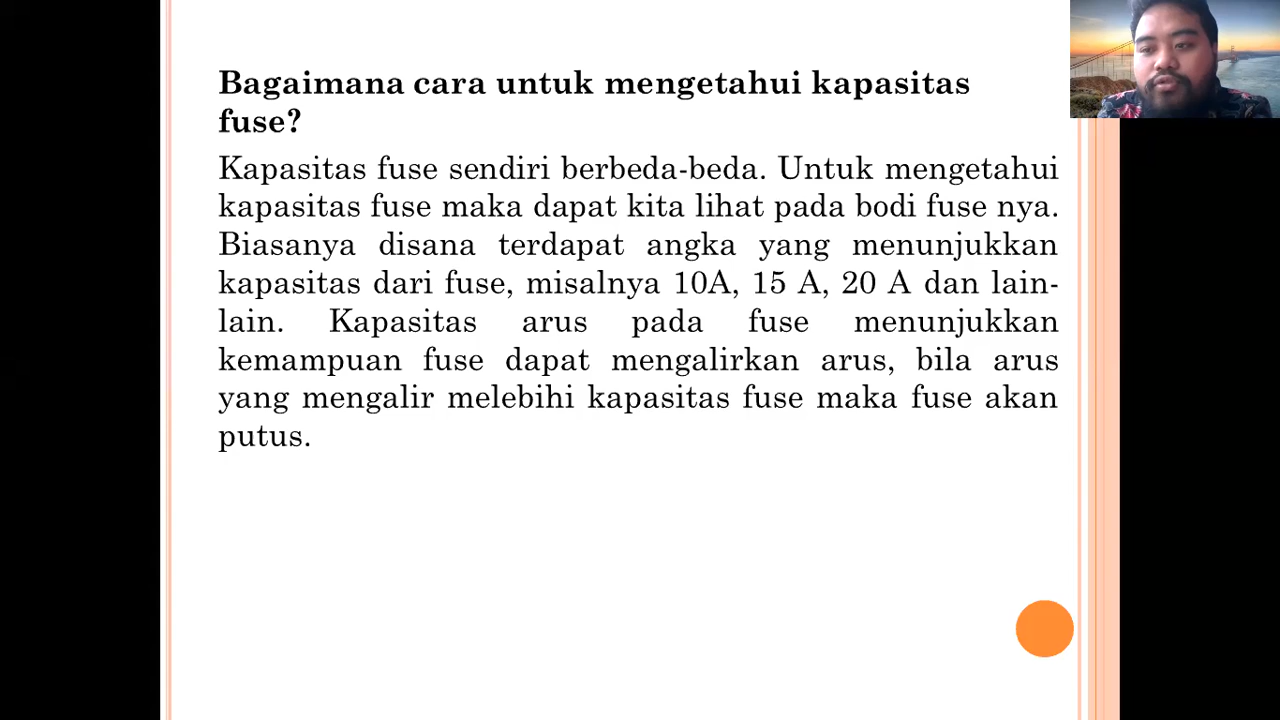 Bagaimana cara untuk mengetahui kapasitas
fuse?
Kapasitas fuse sendiri berbeda-beda. Untuk mengetahui
kapasitas fuse maka dapat kita lihat pada bodi fuse nya.
Biasanya disana terdapat angka yang menunjukkan
kapasitas dari fuse, misalnya 10A, 15 A, 20 A dan lain-
lain. Kapasitas arus pada fuse menunjukkan
kemampuan fuse dapat mengalirkan arus, bila arus
yang mengalir melebihi kapasitas fuse maka fuse akan
putus.